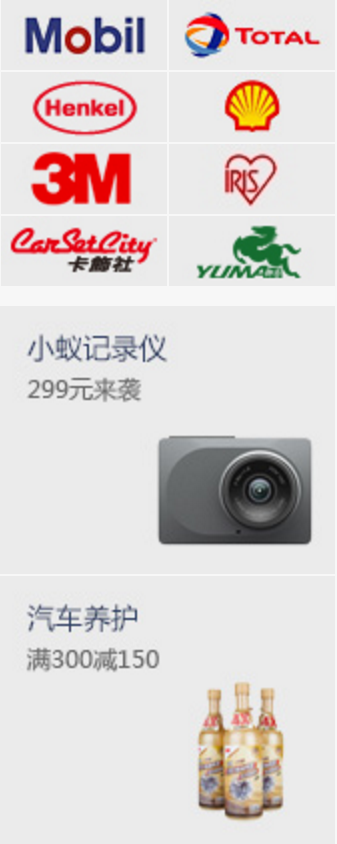 Mobil
TOTAL
Henkel
3M
IRIS
CarSetCity
卡飾社
YUMA
小蚁记录仪
299元来袭
汽车养护
满300减150